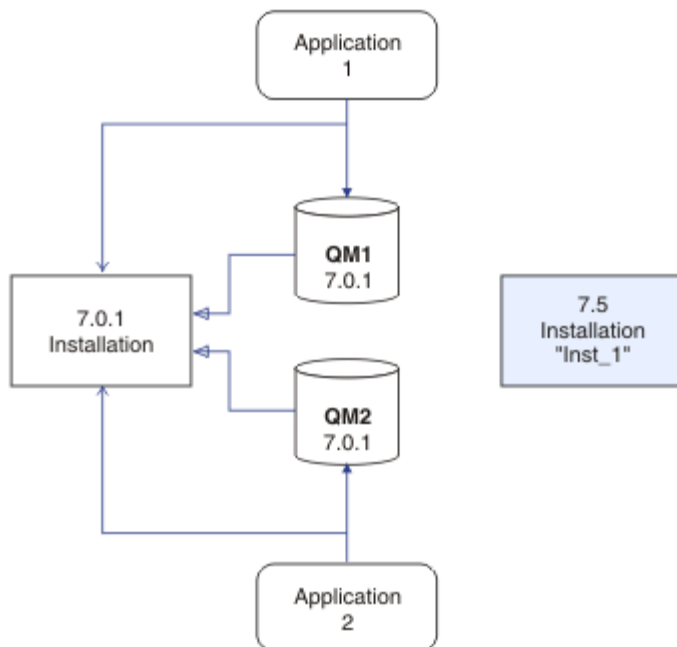 Application
1
QM1
7.0.1
7.0.1
Installation
7.5
Installation
"Inst_1"
QM2
7.0.1
Application
2